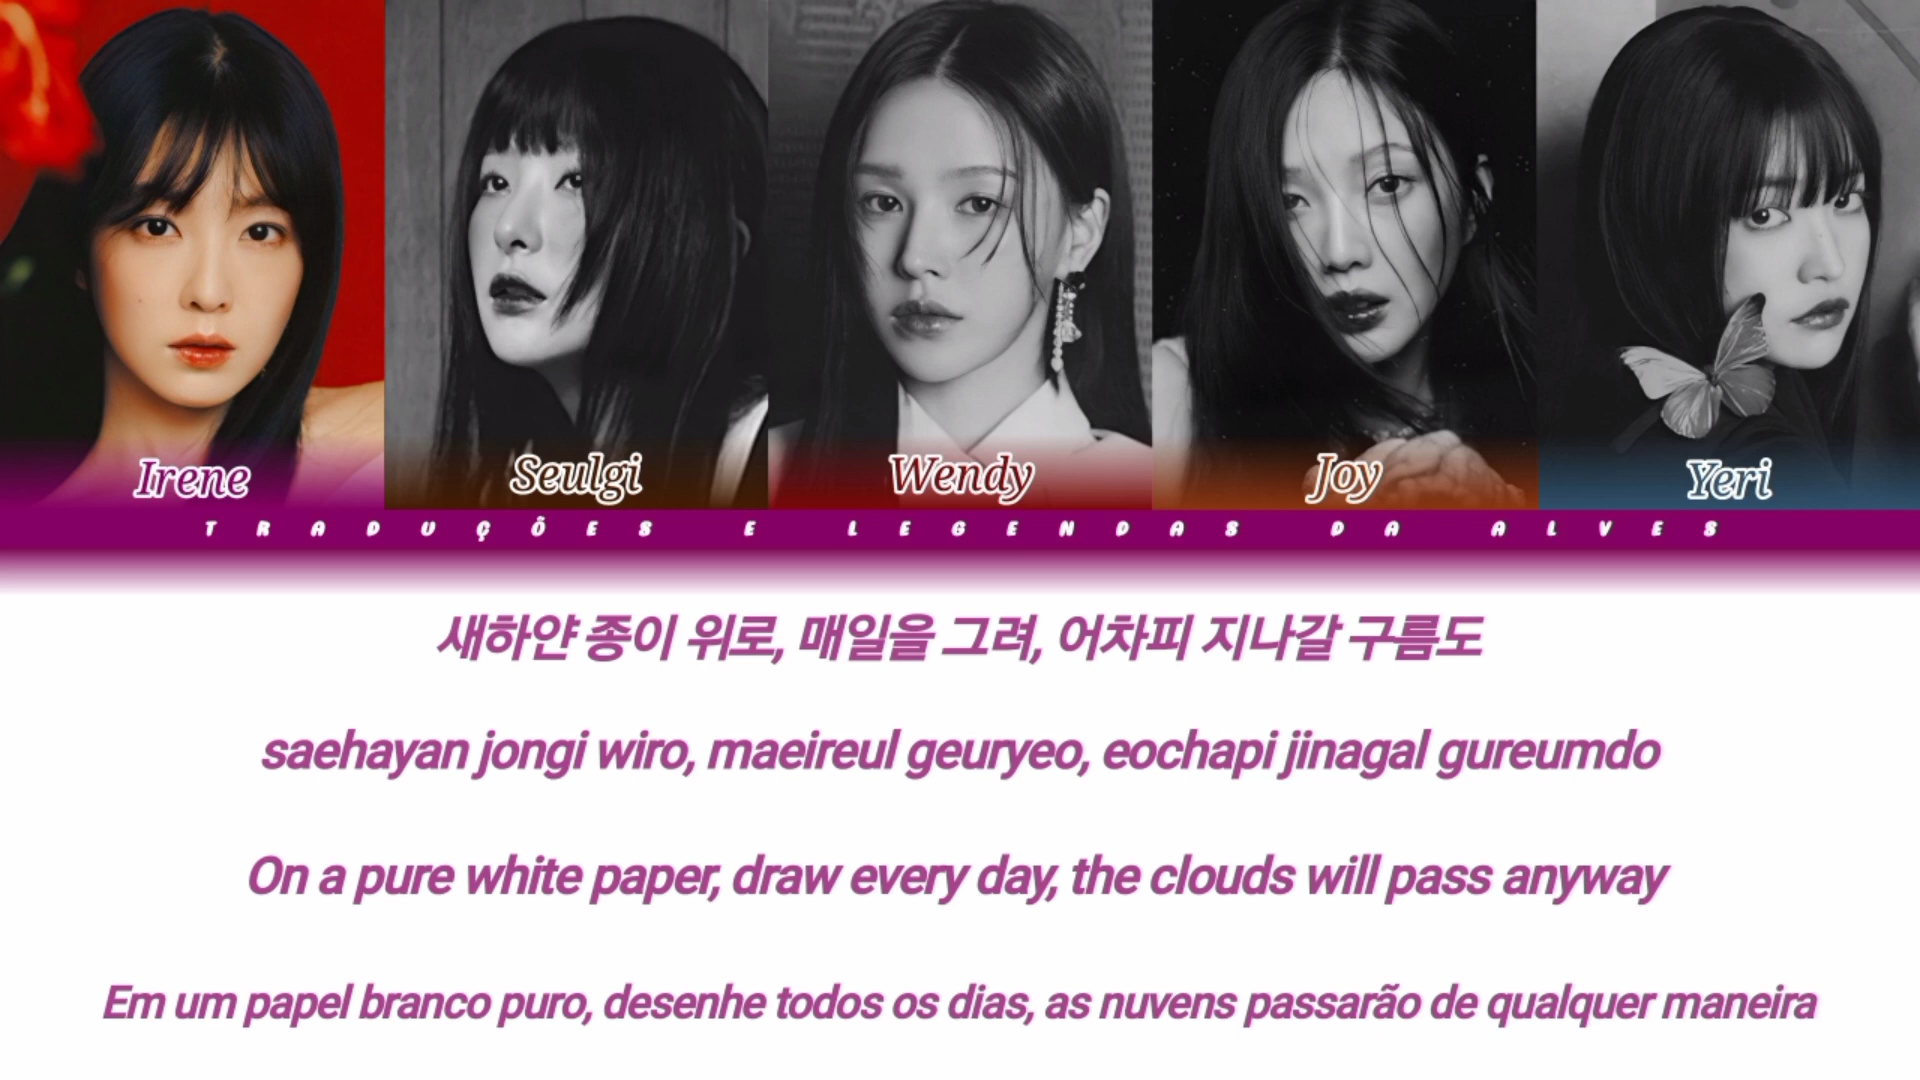 Irene
Seulgi
Wendy
Joy
Yeri
TRADUÇÕES E LEGENDAS DA ALVES
새하얀 종이 위로, 매일을 그려, 어차피 지나갈 구름도
saehayan jongi wiro, maeireul geuryeo, eochapi jinagal gureumdo
On a pure white paper, draw every day, the clouds will pass anyway
Em um papel branco puro, desenhe todos os dias, as nuvens passarão de qualquer maneira